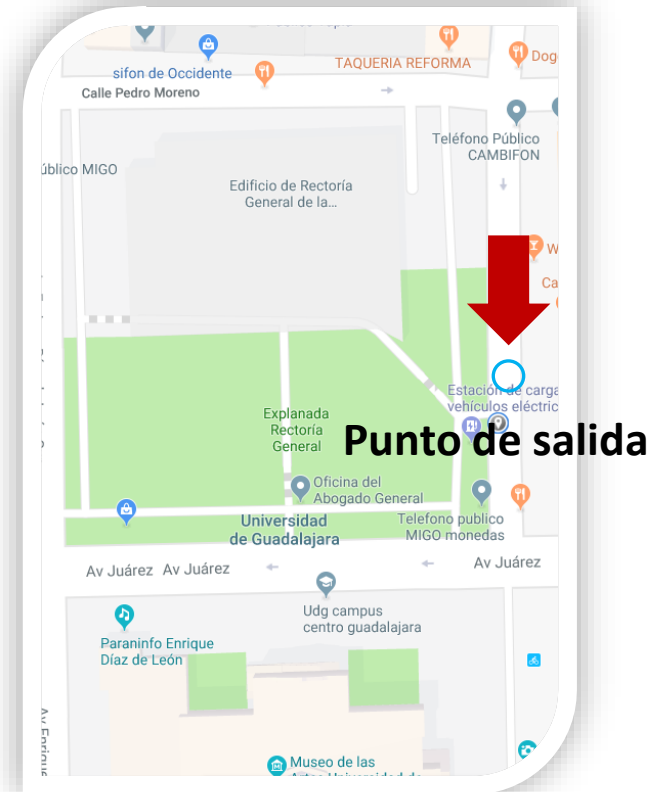 TAQUERIA REFORMA
Dog
sifon de Occidente
Calle Pedro Moreno
Teléfono Público
CAMBIFON
úblico MIGO
Edificio de Rectoría
General de la...
W
Ca
Estación de carga
vehículos eléctric
Explanada
Rectoría
General
Punto de salida
Oficina del
Abogado General
Universidad
de Guadalajara
Telefono publico
MIGO monedas
Av Juárez
Av Juárez
Av Juárez
Udg campus
centro guadalajara
Paraninfo Enrique
Díaz de León
Av Enrique
Museo de las